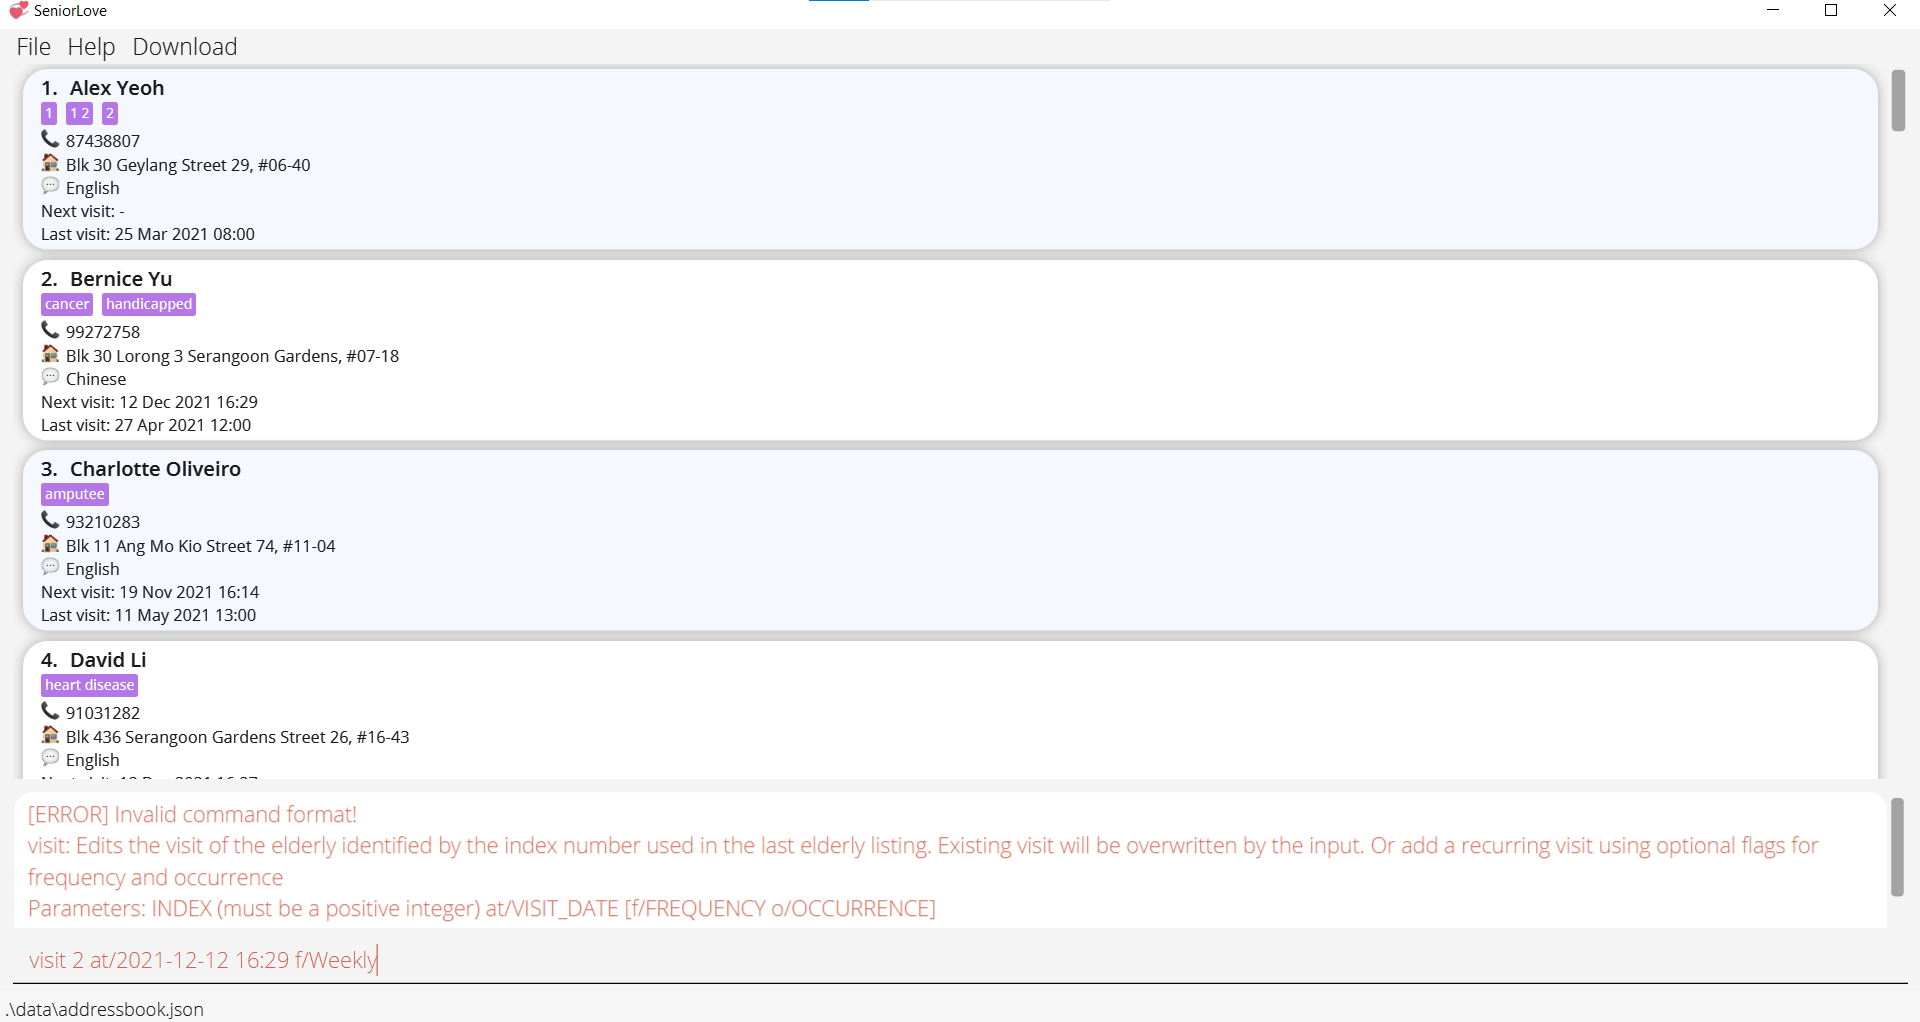 SeniorLove
File Help Download
1. Alex Yeoh
1 1 2 2
87438807
Blk 30 Geylang Street 29, #06-40
English
Next visit: -
Last visit: 25 Mar 2021 08:00
2. Bernice Yu
cancer handicapped
99272758
Blk 30 Lorong 3 Serangoon Gardens, #07-18
Chinese
Next visit: 12 Dec 2021 16:29
Last visit: 27 Apr 2021 12:00
3. Charlotte Oliveiro
amputee
93210283
Blk 11 Ang Mo Kio Street 74, #11-04
English
Next visit: 19 Nov 2021 16:14
Last visit: 11 May 2021 13:00
4. David Li
heart disease
91031282
Blk 436 Serangoon Gardens Street 26, #16-43
English
[ERROR] Invalid command format!
visit: Edits the visit of the elderly identified by the index number used in the last elderly listing. Existing visit will be overwritten by the input. Or add a recurring visit using optional flags for
frequency and occurrence
Parameters: INDEX (must be a positive integer) at/VISIT_DATE [f/FREQUENCY o/OCCURRENCE]
visit 2 at/2021-12-12 16:29 f/Weekly
.\data\addressbook.json